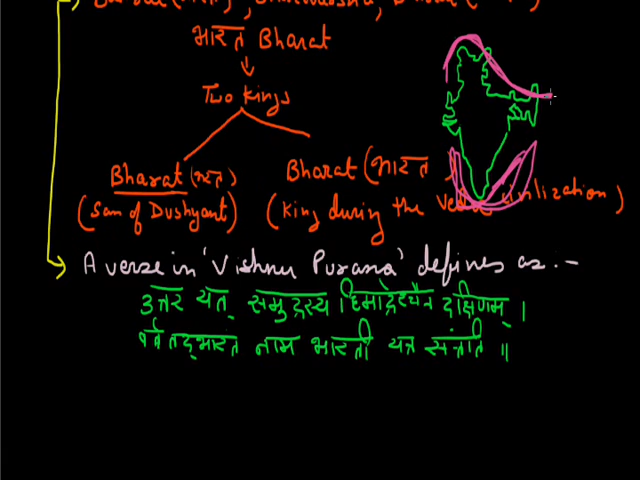 भारत Bharat
Two Kings
Bharat (भरत)
Bharat (भारत
(Son of Dushyant)
(King during the Vedic civilization)
A verse in 'Vishnu Purana' defines as :-
उत्तर यत् समुद्रस्य हिमाद्रेश्चैव दक्षिणम् ।
वर्ष तद्भारतं नाम भारती यत्र संतति ॥